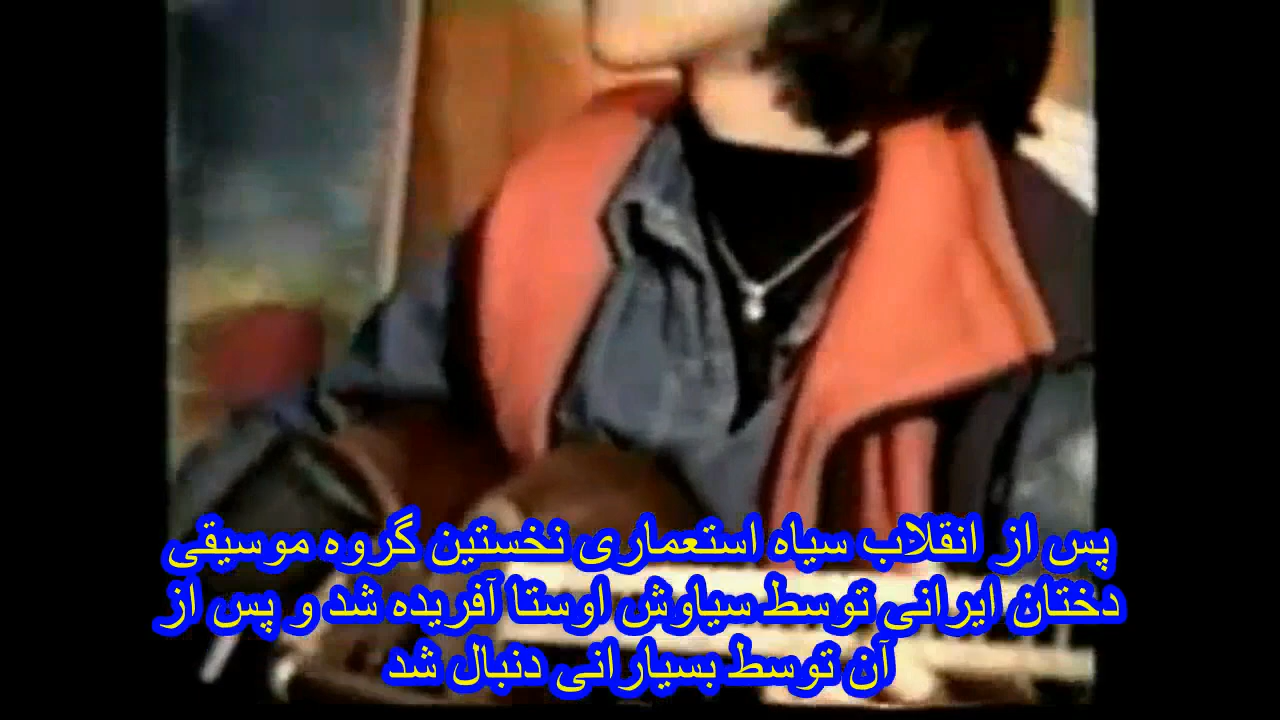 پس از انقلاب سیاه استعماری نخستین گروه موسیقی
دختان ایرانی توسط سیاوش اوستا آفریده شد و پس از
آن توسط بسیارانی دنبال شد